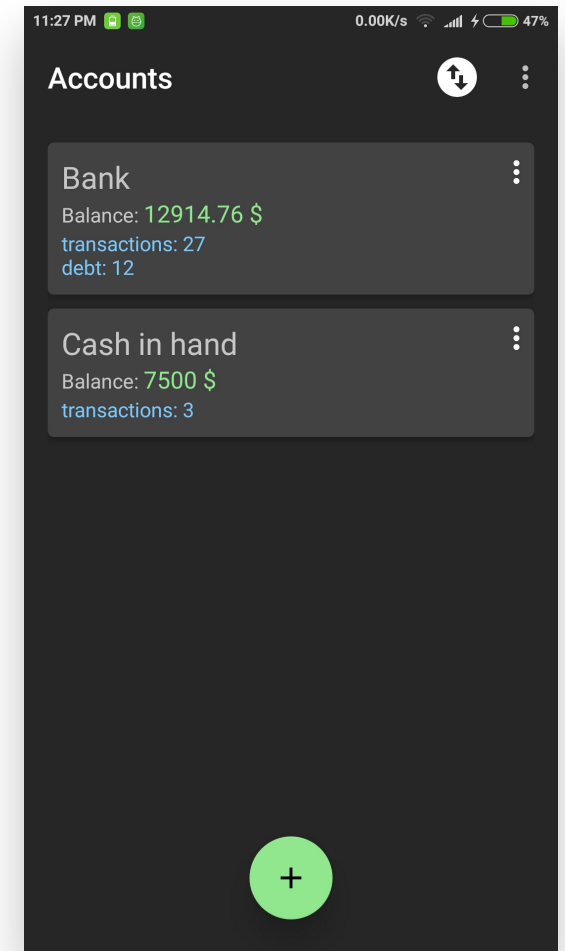 11:27 PM 0.00K/s 47%
Accounts
Bank
Balance: 12914.76 $
transactions: 27
debt: 12
Cash in hand
Balance: 7500 $
transactions: 3
+